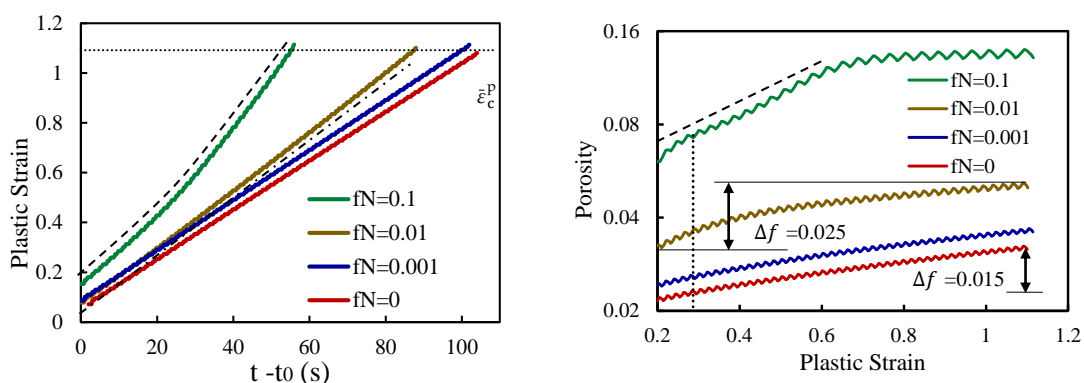 Plastic Strain
1.2
1
0.8
0.6
0.4
0.2
0
0 20 40 60 80 100
t -t0 (s)
ε̄ᵖ_c
fN=0.1
fN=0.01
fN=0.001
fN=0
Porosity
0.16
0.08
0.04
0.02
0.2 0.4 0.6 0.8 1 1.2
Plastic Strain
fN=0.1
fN=0.01
fN=0.001
fN=0
Δf =0.025
Δf =0.015